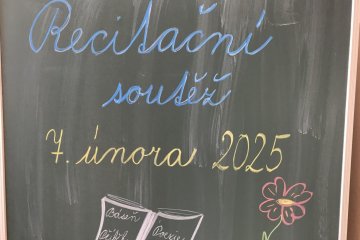 Recitační
soutěž
7. února 2025
Báseň
Poezie